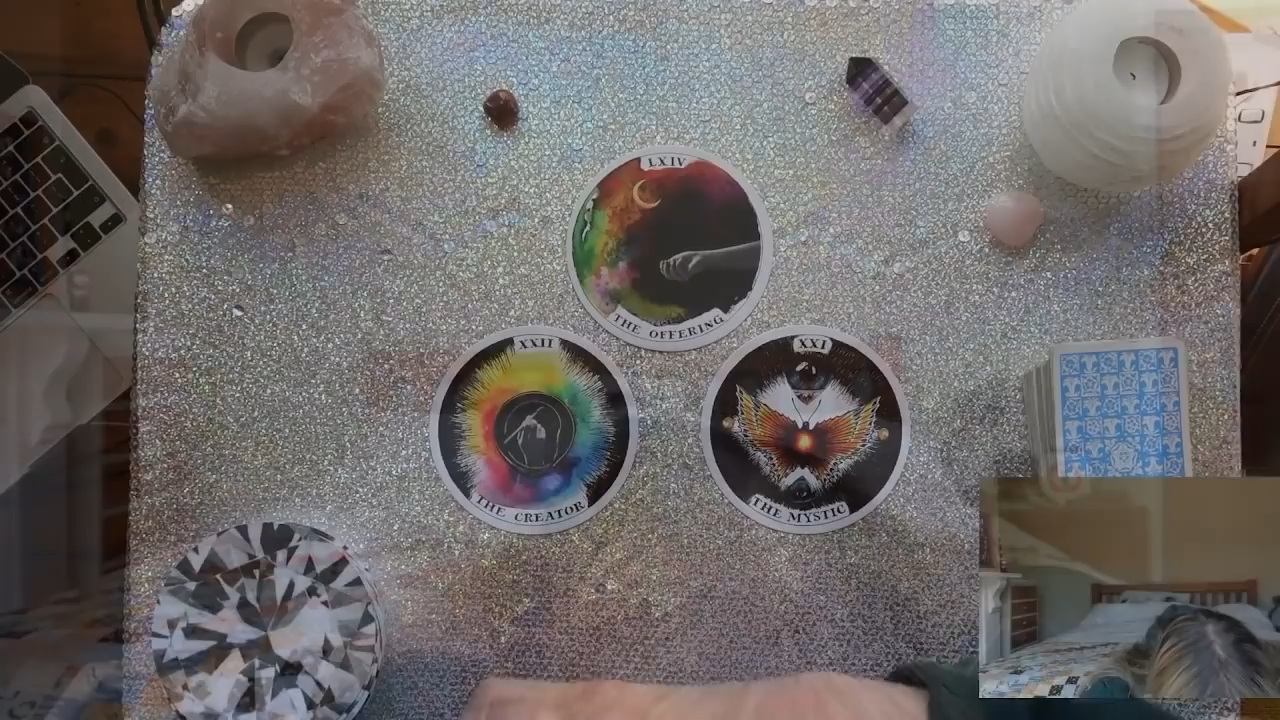 LXIV
THE OFFERING
XXII
THE CREATOR
XXI
THE MYSTIC